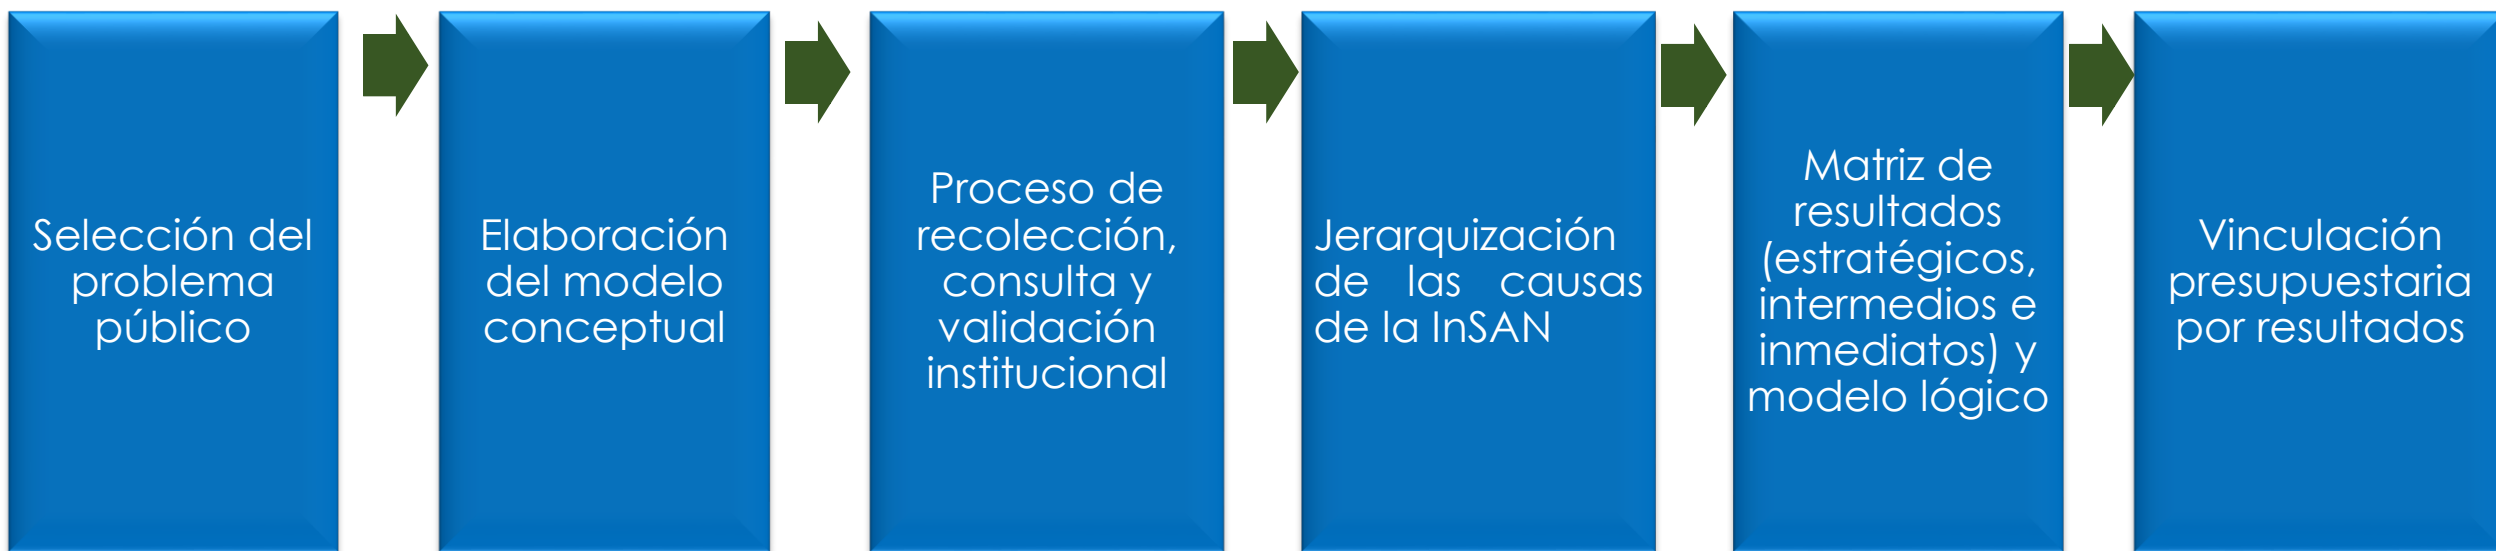 Selección del
problema
público
Elaboración
del modelo
conceptual
Proceso de
recolección,
consulta y
validación
institucional
Jerarquización
de las causas
de la InSAN
Matriz de
resultados
(estratégicos,
intermedios e
inmediatos) y
modelo lógico
Vinculación
presupuestaria
por resultados